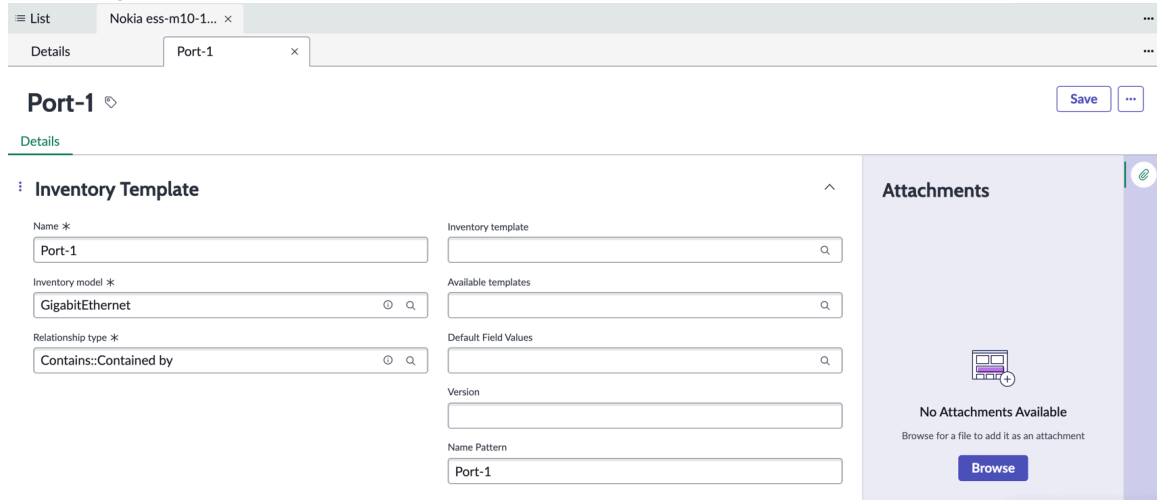 List
Nokia ess-m10-1... ×
Details
Port-1 ×
Port-1
Save
Details
Inventory Template
Attachments
Name *
Inventory template
Port-1
Inventory model *
Available templates
GigabitEthernet
Relationship type *
Default Field Values
Contains::Contained by
Version
No Attachments Available
Browse for a file to add it as an attachment
Name Pattern
Port-1
Browse